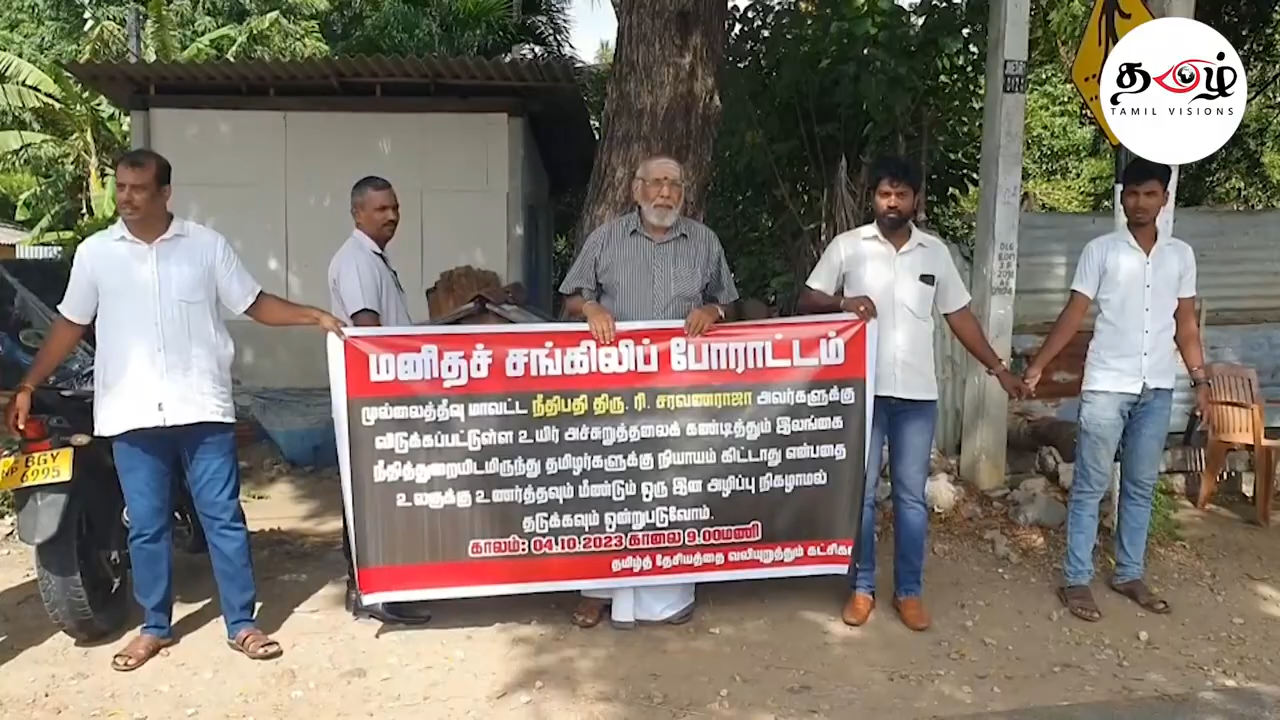 தமிழ்
TAMIL VISIONS
மனிதச் சங்கிலிப் போராட்டம்
முல்லைத்தீவு மாவட்ட நீதிபதி திரு. ரி. சரவணராஜா அவர்களுக்கு
விடுக்கப்பட்டுள்ள உயிர் அச்சுறுத்தலைக் கண்டித்தும் இலங்கை
நீதித்துறையிடமிருந்து தமிழர்களுக்கு நியாயம் கிட்டாது என்பதை
உலகுக்கு உணர்த்தவும் மீண்டும் ஒரு இன அழிப்பு நிகழாமல்
தடுக்கவும் ஒன்றுபடுவோம்.
காலம்: 04.10.2023 காலை 9.00மணி
தமிழ்த் தேசியத்தை வலியுறுத்தும் கட்சிகள
BGY
6995